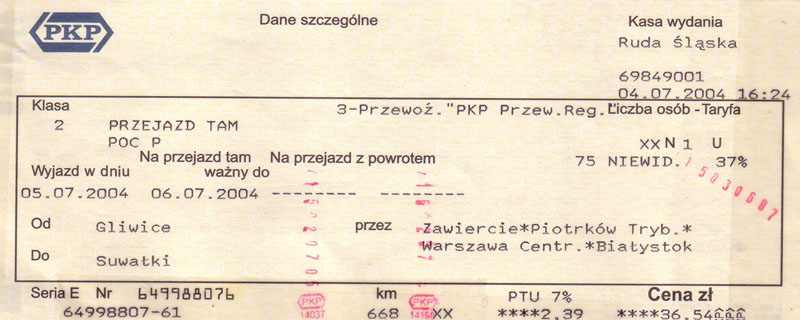 PKP
Dane szczególne
Kasa wydania
Ruda Śląska
69849001
04.07.2004 16:24
Klasa
3-Przewoź."PKP Przew.Reg."
Liczba osób -Taryfa
2 PRZEJAZD TAM
POC P
XX N 1 U
75 NIEWID. 37%
Wyjazd w dniu
Na przejazd tam ważny do
Na przejazd z powrotem
05.07.2004 06.07.2004 -------- --------
15030607
Od Gliwice
przez Zawiercie*Piotrków Tryb.*
Warszawa Centr.*Białystok
Do Suwałki
Seria E Nr 649988076
km
PTU 7%
Cena zł
64998807-61
PKP
14037
668
PKP
XX
****2,39
****36,54